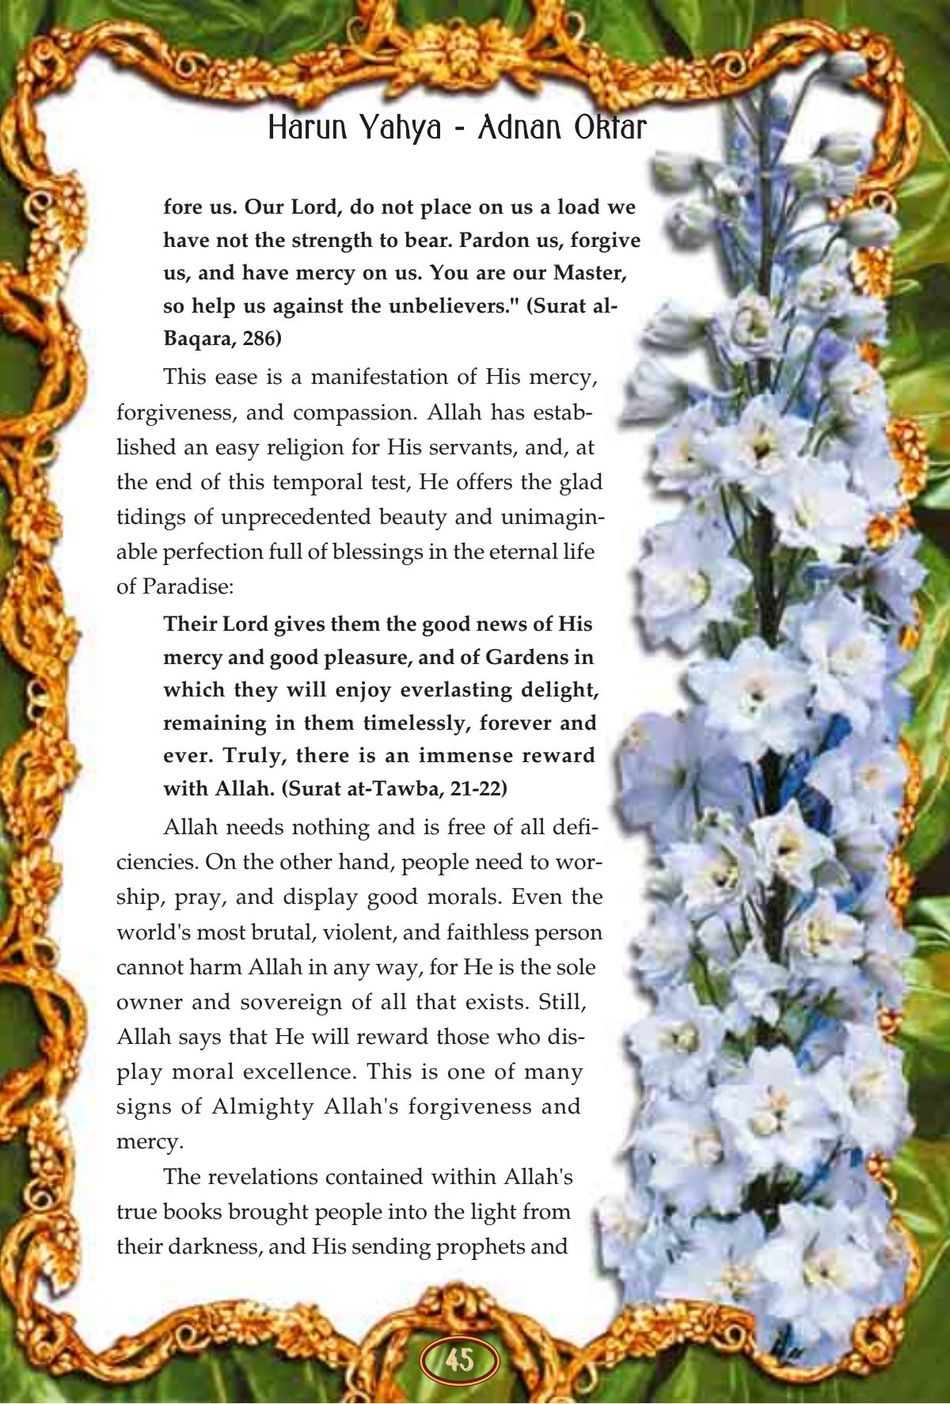 Harun Yahya - Adnan Oktar
fore us. Our Lord, do not place on us a load we
have not the strength to bear. Pardon us, forgive
us, and have mercy on us. You are our Master,
so help us against the unbelievers." (Surat al-
Baqara, 286)
This ease is a manifestation of His mercy,
forgiveness, and compassion. Allah has estab-
lished an easy religion for His servants, and, at
the end of this temporal test, He offers the glad
tidings of unprecedented beauty and unimagin-
able perfection full of blessings in the eternal life
of Paradise:
Their Lord gives them the good news of His
mercy and good pleasure, and of Gardens in
which they will enjoy everlasting delight,
remaining in them timelessly, forever and
ever. Truly, there is an immense reward
with Allah. (Surat at-Tawba, 21-22)
Allah needs nothing and is free of all defi-
ciencies. On the other hand, people need to wor-
ship, pray, and display good morals. Even the
world's most brutal, violent, and faithless person
cannot harm Allah in any way, for He is the sole
owner and sovereign of all that exists. Still,
Allah says that He will reward those who dis-
play moral excellence. This is one of many
signs of Almighty Allah's forgiveness and
mercy.
The revelations contained within Allah's
true books brought people into the light from
their darkness, and His sending prophets and
45